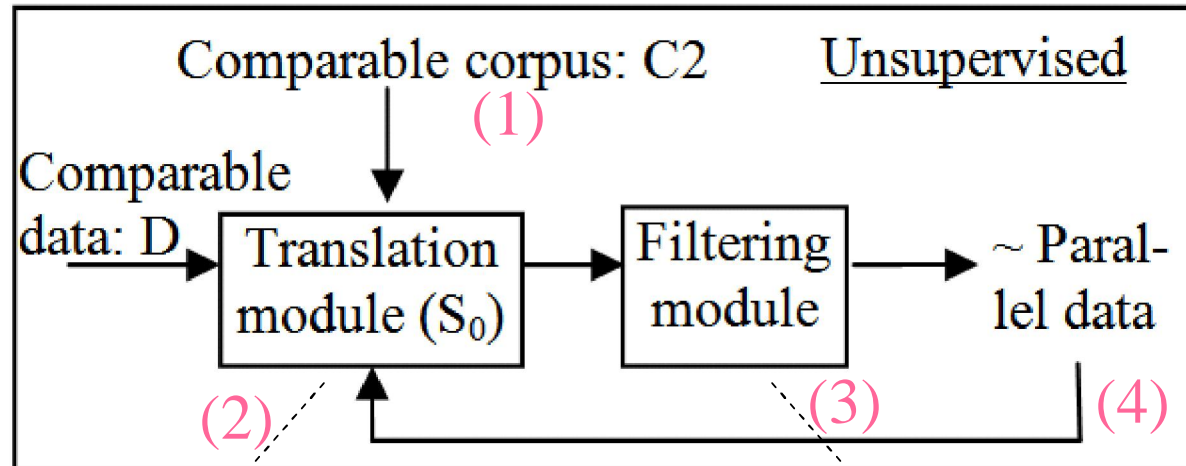 Comparable corpus: C2
Unsupervised
(1)
Comparable
data: D
Translation
module (S₀)
Filtering
module
~ Paral-
lel data
(2)
(3)
(4)